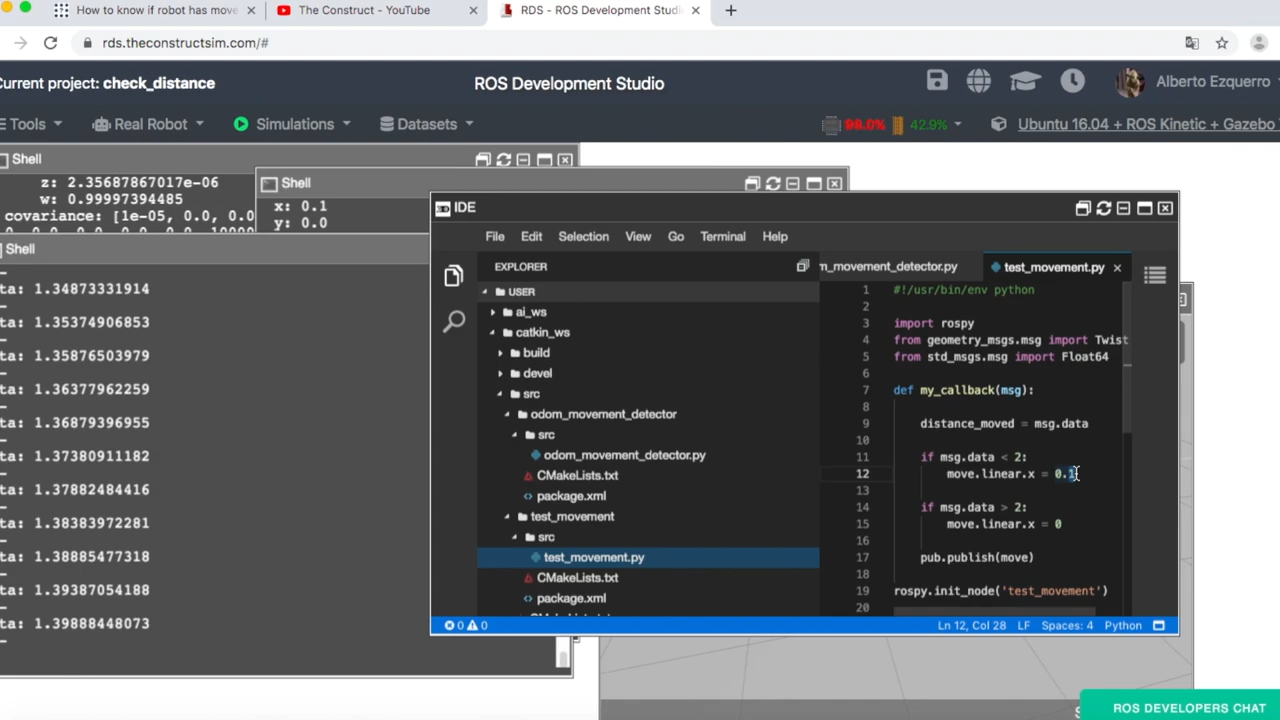 How to know if robot has move
The Construct - YouTube
RDS - ROS Development Studi
rds.theconstructsim.com/#
Current project: check_distance
ROS Development Studio
Alberto Ezquerro
Tools
Real Robot
Simulations
Datasets
98.0%
42.9%
Ubuntu 16.04 + ROS Kinetic + Gazebo
Shell
z: 2.35687867017e-06
w: 0.99997394485
covariance: [1e-05, 0.0, 0.0
Shell
x: 0.1
y: 0.0
Shell
ta: 1.34873331914
ta: 1.35374906853
ta: 1.35876503979
ta: 1.36377962259
ta: 1.36879396955
ta: 1.37380911182
ta: 1.37882484416
ta: 1.38383972281
ta: 1.38885477318
ta: 1.39387054188
ta: 1.39888448073
IDE
File Edit Selection View Go Terminal Help
EXPLORER
USER
ai_ws
catkin_ws
build
devel
src
odom_movement_detector
src
odom_movement_detector.py
CMakeLists.txt
package.xml
test_movement
src
test_movement.py
CMakeLists.txt
package.xml
m_movement_detector.py
test_movement.py
1 #!/usr/bin/env python
2
3 import rospy
4 from geometry_msgs.msg import Twist
5 from std_msgs.msg import Float64
6
7 def my_callback(msg):
8
9 distance_moved = msg.data
10
11 if msg.data < 2:
12 move.linear.x = 0.1
13
14 if msg.data > 2:
15 move.linear.x = 0
16
17 pub.publish(move)
18
19 rospy.init_node('test_movement')
20
0 0
Ln 12, Col 28 LF Spaces: 4 Python
ROS DEVELOPERS CHAT